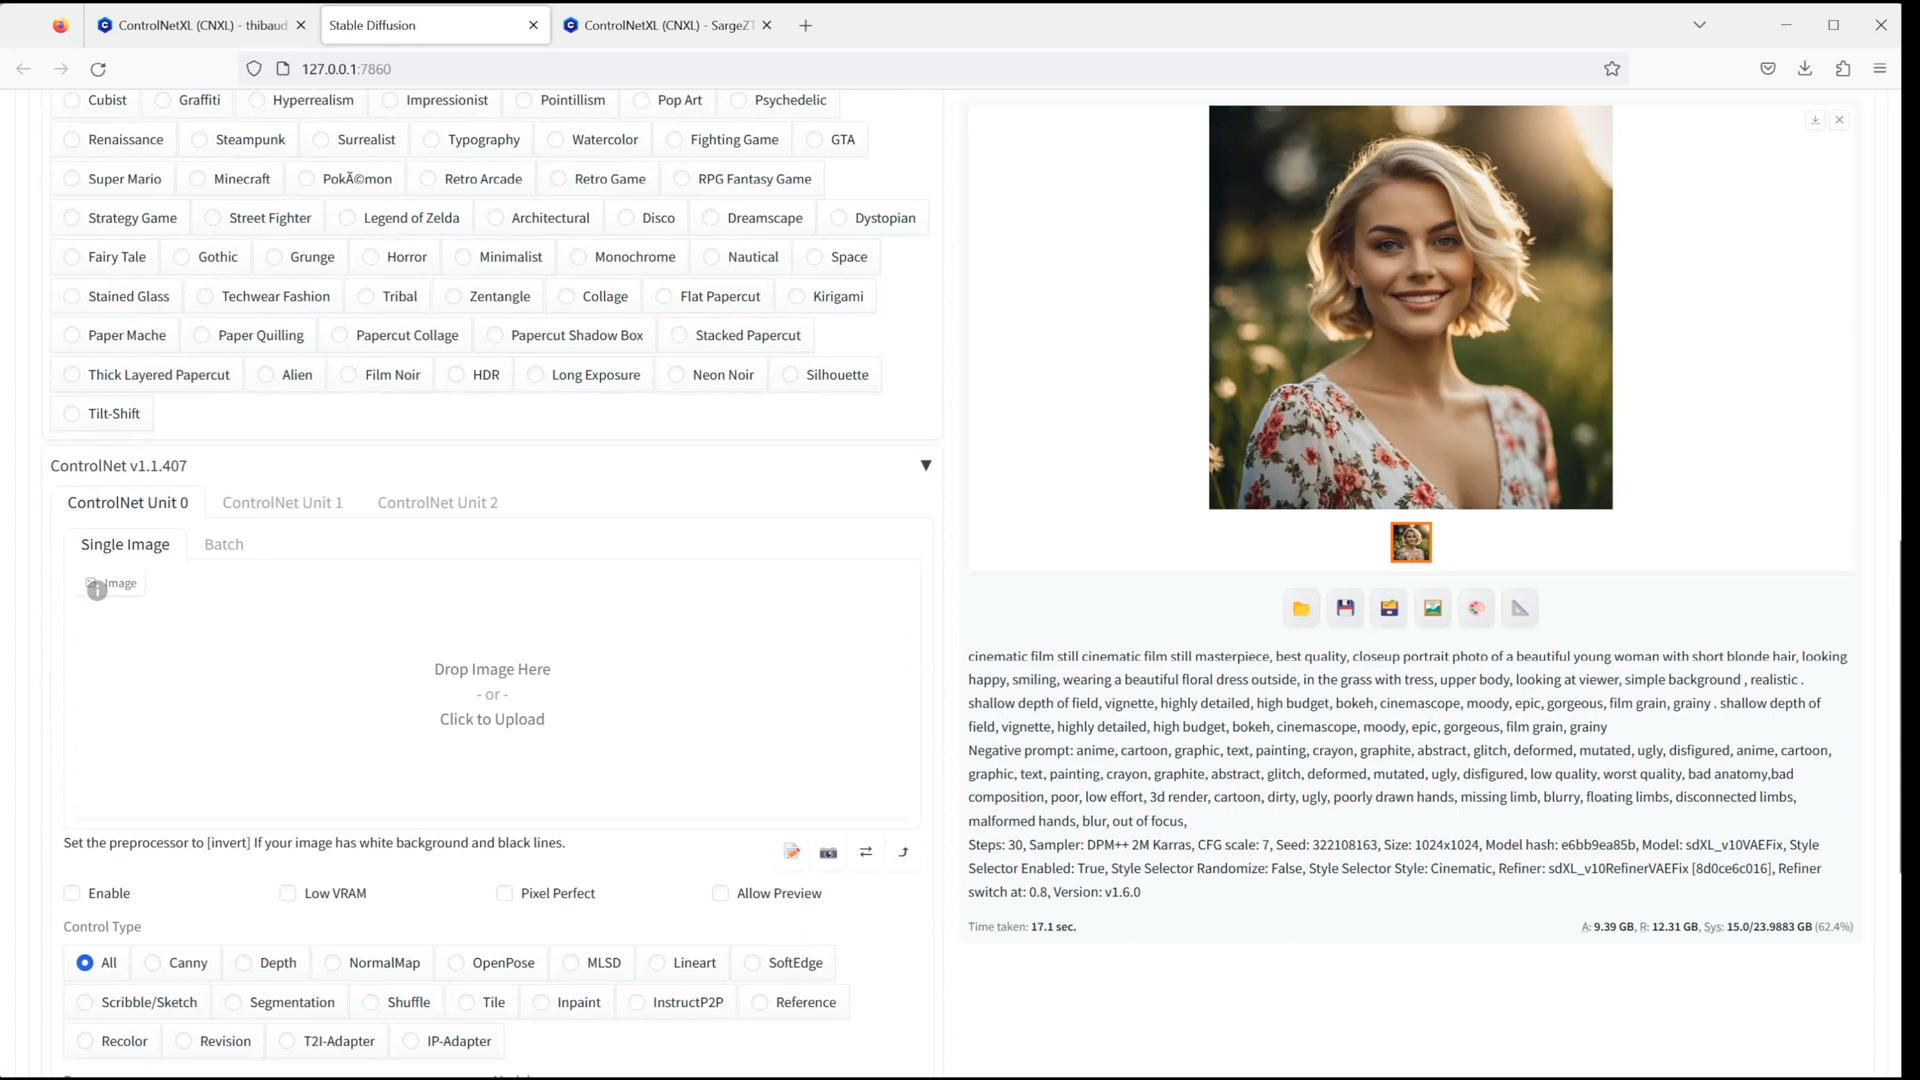 ControlNetXL (CNXL) - thibaud
Stable Diffusion
ControlNetXL (CNXL) - SargeZT
127.0.0.1:7860
Cubist Graffiti Hyperrealism Impressionist Pointillism Pop Art Psychedelic
Renaissance Steampunk Surrealist Typography Watercolor Fighting Game GTA
Super Mario Minecraft PokÃ©mon Retro Arcade Retro Game RPG Fantasy Game
Strategy Game Street Fighter Legend of Zelda Architectural Disco Dreamscape Dystopian
Fairy Tale Gothic Grunge Horror Minimalist Monochrome Nautical Space
Stained Glass Techwear Fashion Tribal Zentangle Collage Flat Papercut Kirigami
Paper Mache Paper Quilling Papercut Collage Papercut Shadow Box Stacked Papercut
Thick Layered Papercut Alien Film Noir HDR Long Exposure Neon Noir Silhouette
Tilt-Shift
ControlNet v1.1.407
ControlNet Unit 0 ControlNet Unit 1 ControlNet Unit 2
Single Image Batch
Image
Drop Image Here
- or -
Click to Upload
Set the preprocessor to [invert] If your image has white background and black lines.
Enable Low VRAM Pixel Perfect Allow Preview
Control Type
All Canny Depth NormalMap OpenPose MLSD Lineart SoftEdge
Scribble/Sketch Segmentation Shuffle Tile Inpaint InstructP2P Reference
Recolor Revision T2I-Adapter IP-Adapter
cinematic film still cinematic film still masterpiece, best quality, closeup portrait photo of a beautiful young woman with short blonde hair, looking
happy, smiling, wearing a beautiful floral dress outside, in the grass with tress, upper body, looking at viewer, simple background , realistic .
shallow depth of field, vignette, highly detailed, high budget, bokeh, cinemascope, moody, epic, gorgeous, film grain, grainy . shallow depth of
field, vignette, highly detailed, high budget, bokeh, cinemascope, moody, epic, gorgeous, film grain, grainy
Negative prompt: anime, cartoon, graphic, text, painting, crayon, graphite, abstract, glitch, deformed, mutated, ugly, disfigured, anime, cartoon,
graphic, text, painting, crayon, graphite, abstract, glitch, deformed, mutated, ugly, disfigured, low quality, worst quality, bad anatomy,bad
composition, poor, low effort, 3d render, cartoon, dirty, ugly, poorly drawn hands, missing limb, blurry, floating limbs, disconnected limbs,
malformed hands, blur, out of focus,
Steps: 30, Sampler: DPM++ 2M Karras, CFG scale: 7, Seed: 322108163, Size: 1024x1024, Model hash: e6bb9ea85b, Model: sdXL_v10VAEFix, Style
Selector Enabled: True, Style Selector Randomize: False, Style Selector Style: Cinematic, Refiner: sdXL_v10RefinerVAEFix [8d0ce6c016], Refiner
switch at: 0.8, Version: v1.6.0
Time taken: 17.1 sec.
A: 9.39 GB, R: 12.31 GB, Sys: 15.0/23.9883 GB (62.4%)